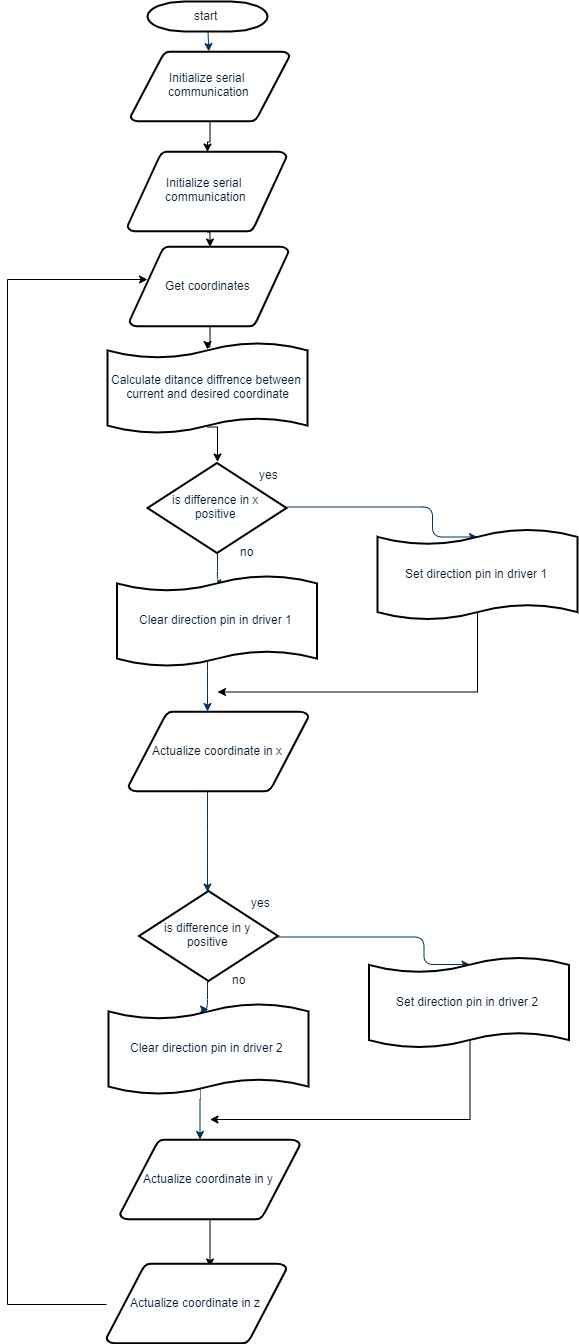 start
Initialize serial
communication
Initialize serial
communication
Get coordinates
Calculate ditance diffrence between
current and desired coordinate
yes
is difference in x
positive
no
Set direction pin in driver 1
Clear direction pin in driver 1
Actualize coordinate in x
yes
is difference in y
positive
no
Set direction pin in driver 2
Clear direction pin in driver 2
Actualize coordinate in y
Actualize coordinate in z